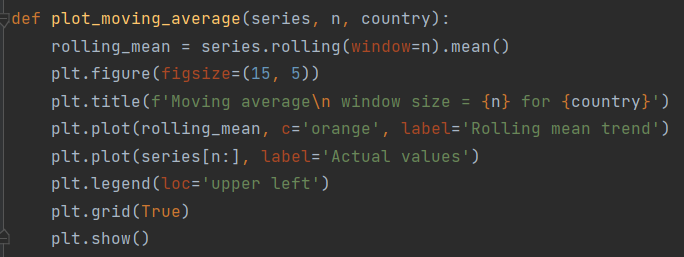 def plot_moving_average(series, n, country):
    rolling_mean = series.rolling(window=n).mean()
    plt.figure(figsize=(15, 5))
    plt.title(f'Moving average\n window size = {n} for {country}')
    plt.plot(rolling_mean, c='orange', label='Rolling mean trend')
    plt.plot(series[n:], label='Actual values')
    plt.legend(loc='upper left')
    plt.grid(True)
    plt.show()